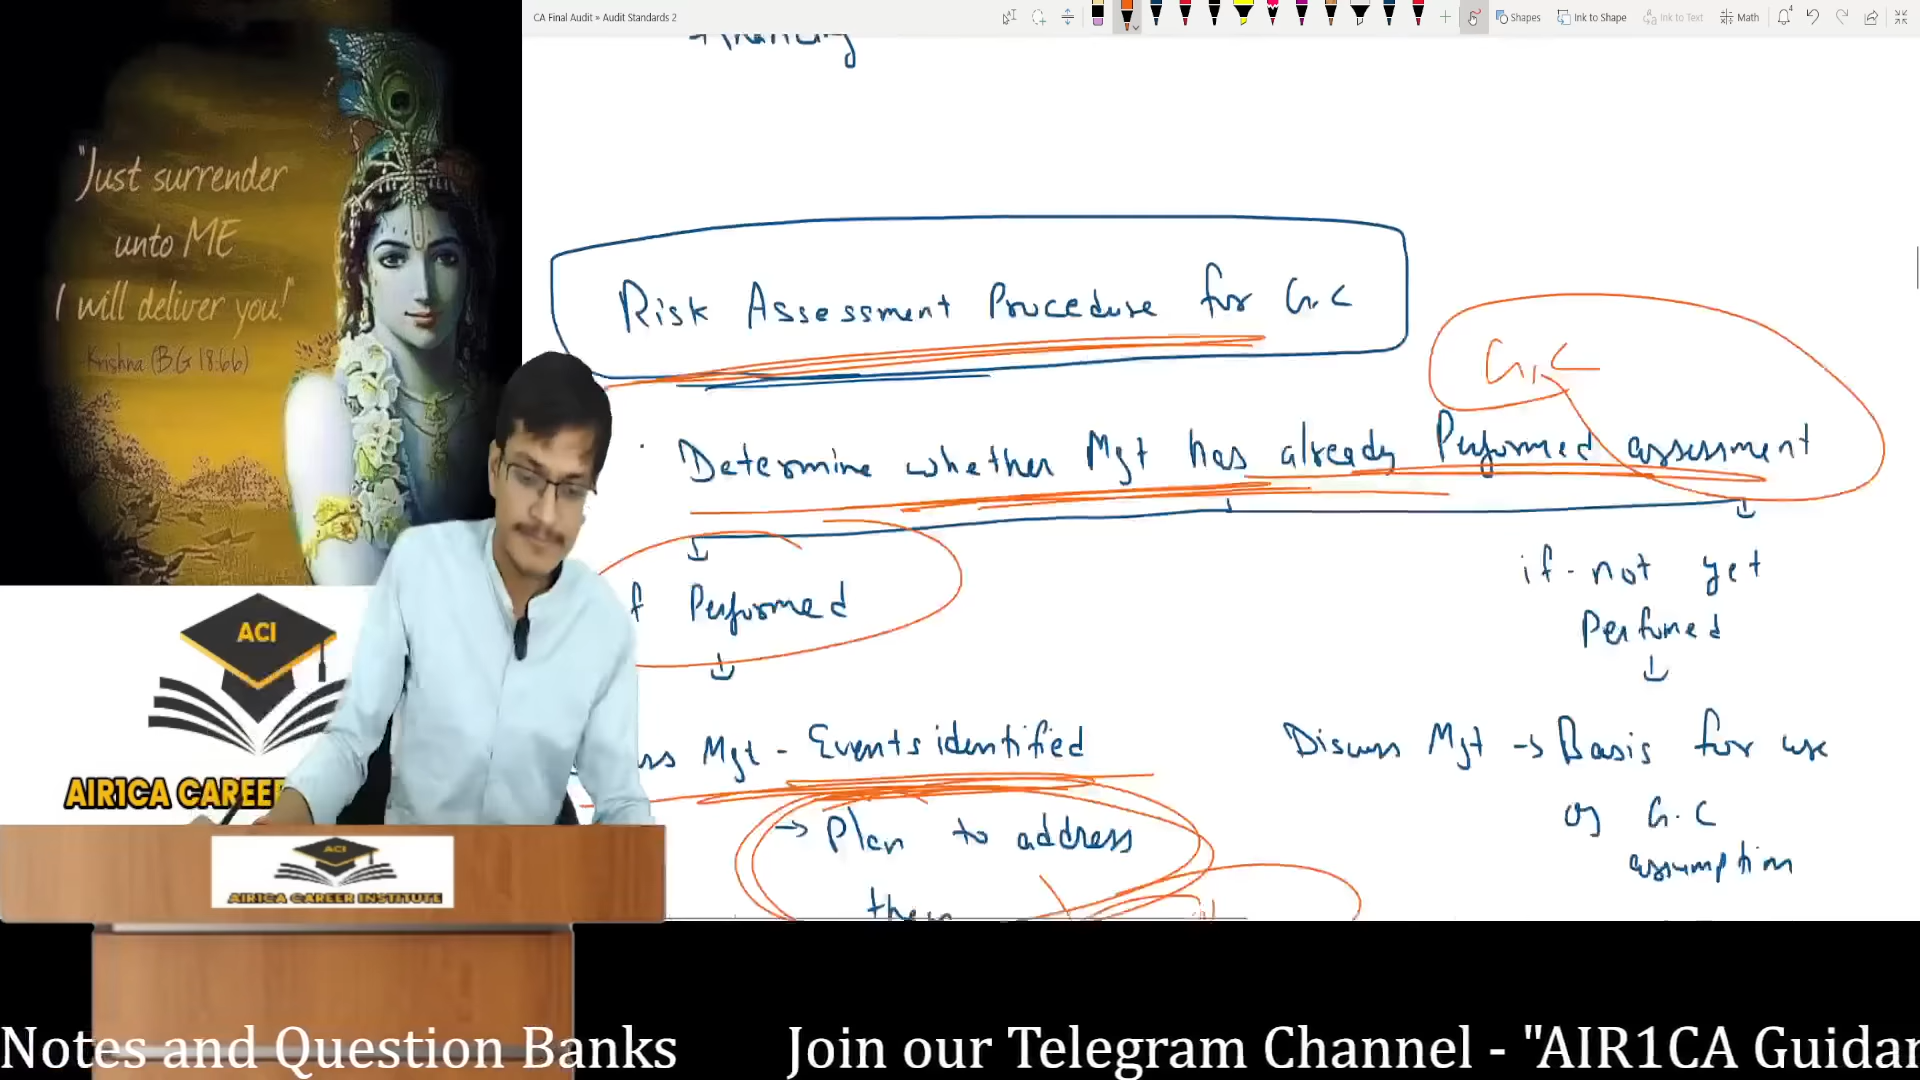 CA Final Audit » Audit Standards 2
Shapes
Ink to Shape
Ink to Text
Math
"Just surrender
unto ME
I will deliver you!"
Krishna (B.G 18:66)
Risk Assessment Procedure for G.C
G.C
Determine whether Mgt has already Performed assessment
if not yet
Performed
Performed
Mgt - Events identified
Discuss Mgt → Basis for use
of G.C
assumption
→ Plan to address
them
ACI
AIR1CA CAREE
ACI
AIR1CA CAREER INSTITUTE
Notes and Question Banks
Join our Telegram Channel - "AIR1CA Guidar